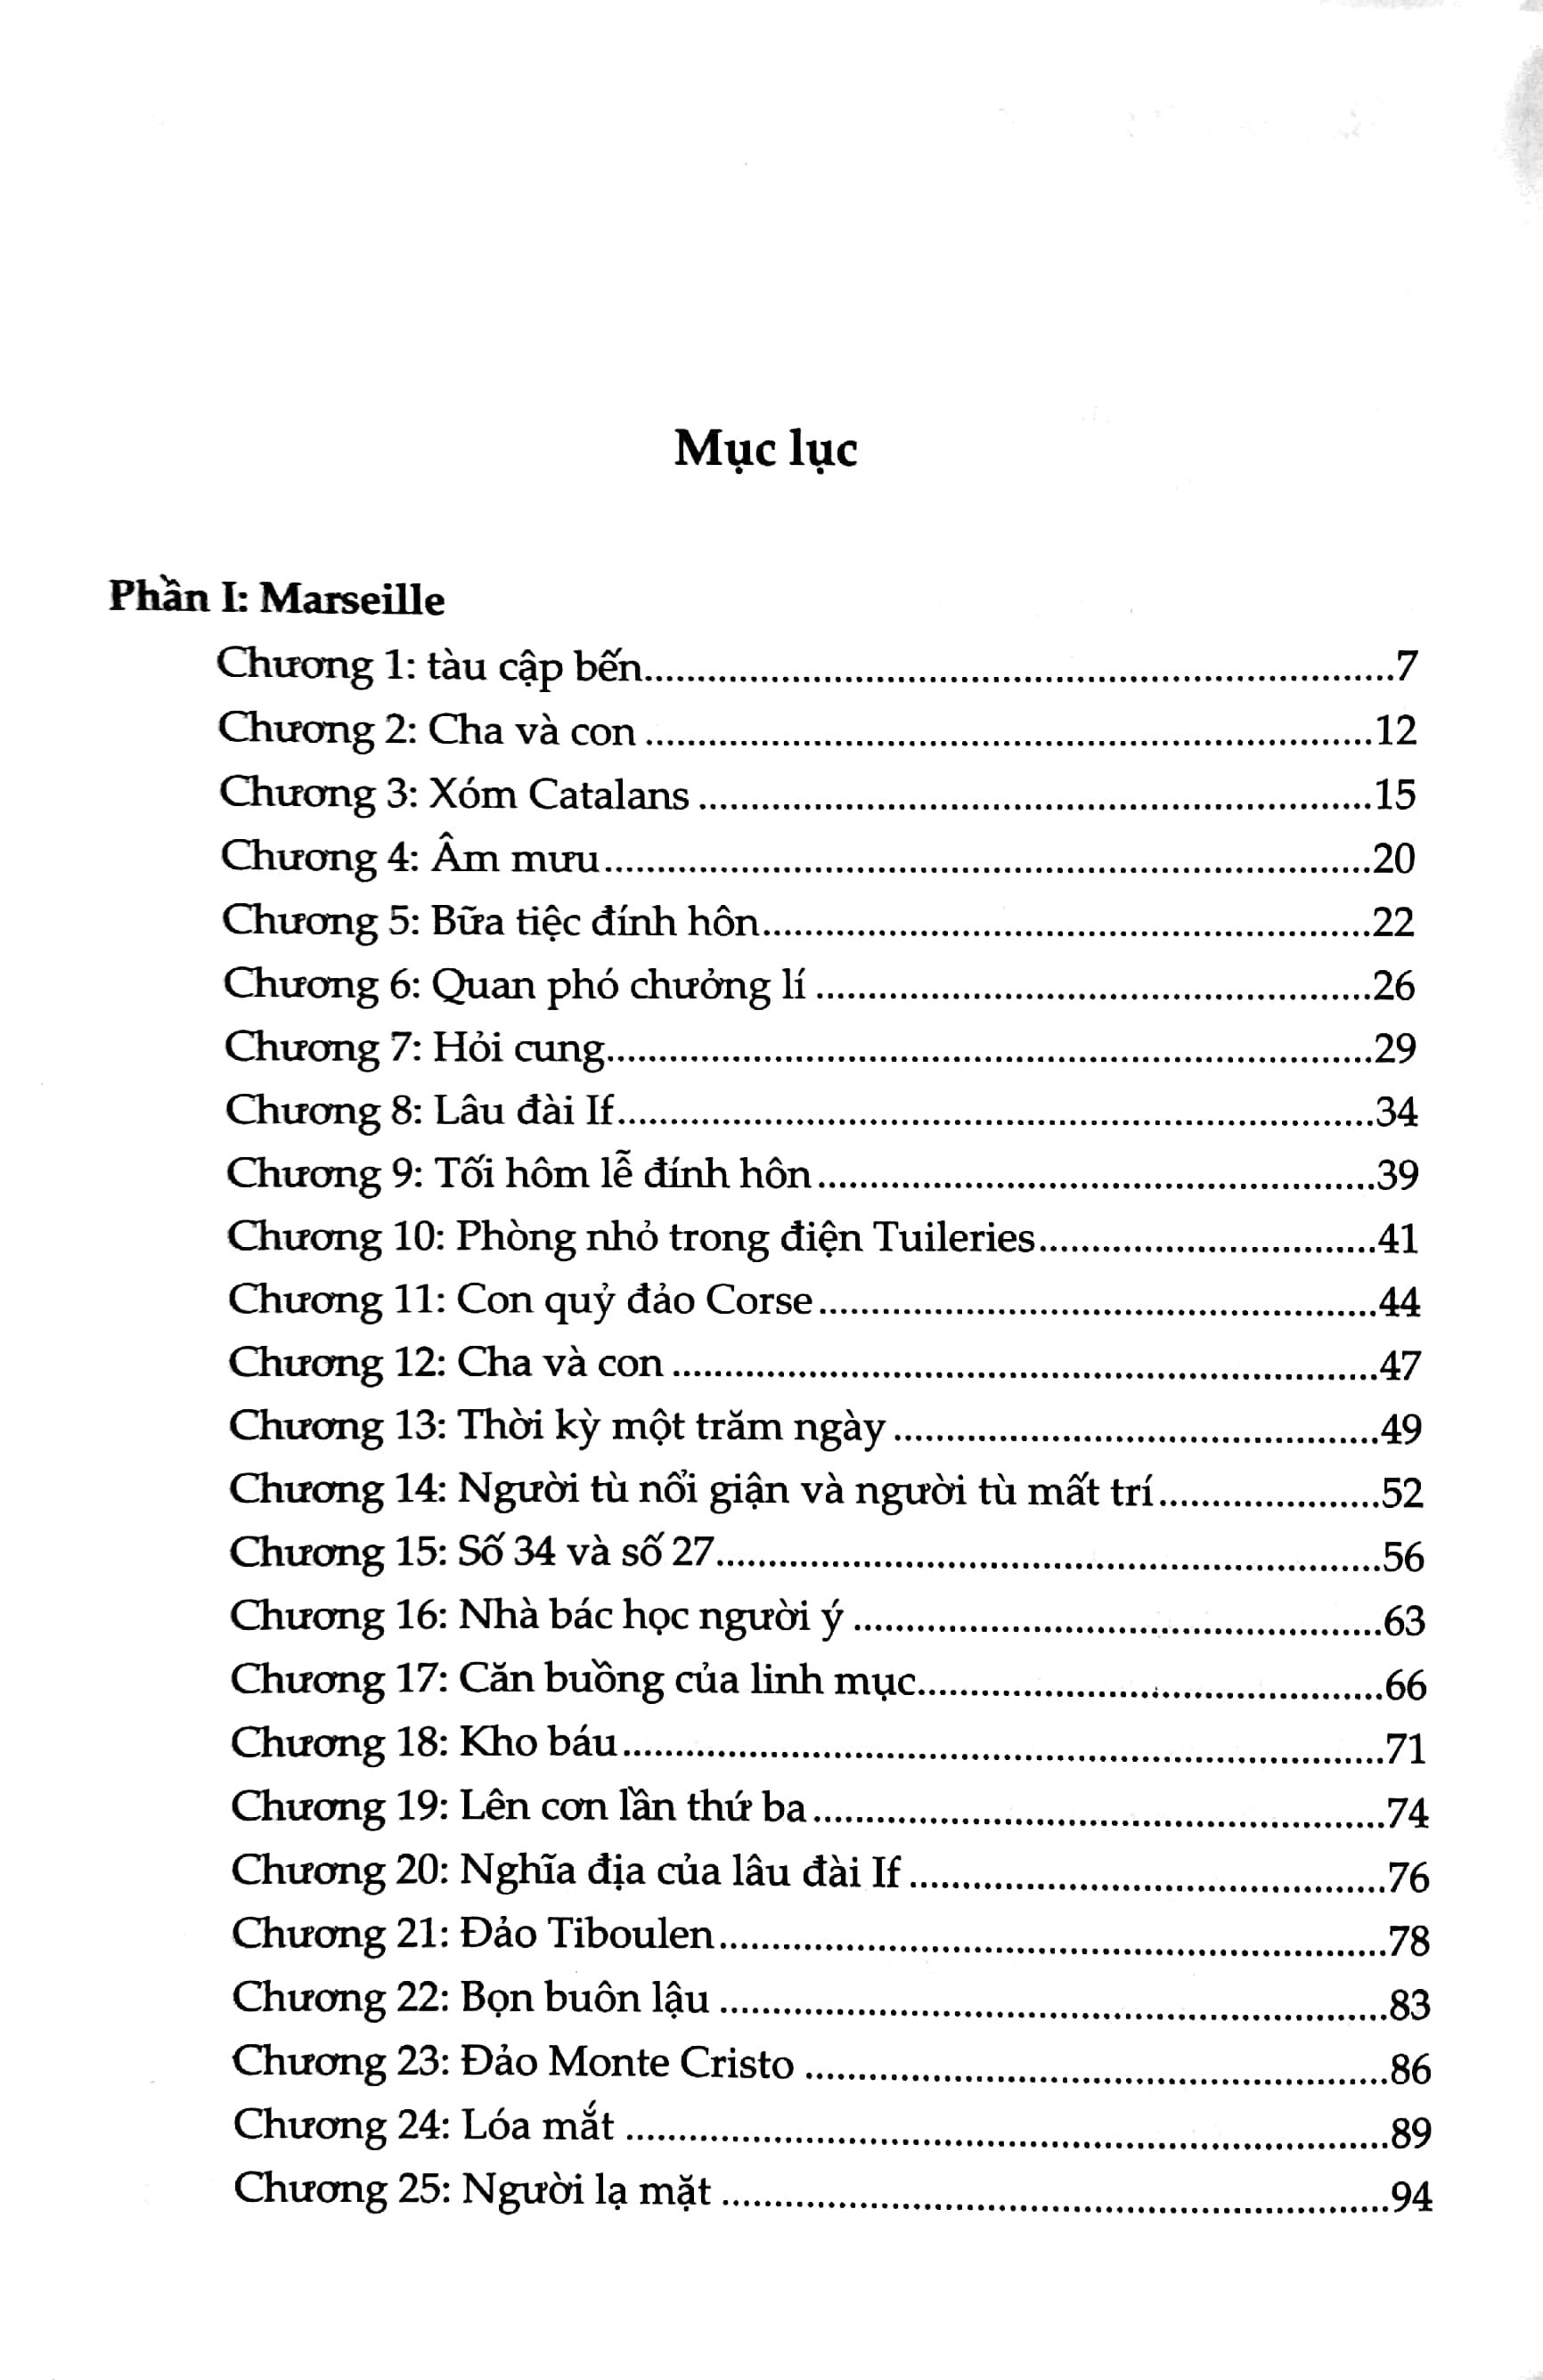 Mục lục
Phần I: Marseille
Chương 1: tàu cập bến........................................7
Chương 2: Cha và con........................................12
Chương 3: Xóm Catalans........................................15
Chương 4: Âm mưu........................................20
Chương 5: Bữa tiệc đính hôn........................................22
Chương 6: Quan phó chưởng lí........................................26
Chương 7: Hỏi cung........................................29
Chương 8: Lâu đài If........................................34
Chương 9: Tối hôm lễ đính hôn........................................39
Chương 10: Phòng nhỏ trong điện Tuileries........................................41
Chương 11: Con quỷ đảo Corse........................................44
Chương 12: Cha và con........................................47
Chương 13: Thời kỳ một trăm ngày........................................49
Chương 14: Người tù nổi giận và người tù mất trí........................................52
Chương 15: Số 34 và số 27........................................56
Chương 16: Nhà bác học người ý........................................63
Chương 17: Căn buồng của linh mục........................................66
Chương 18: Kho báu........................................71
Chương 19: Lên cơn lần thứ ba........................................74
Chương 20: Nghĩa địa của lâu đài If........................................76
Chương 21: Đảo Tiboulen........................................78
Chương 22: Bọn buôn lậu........................................83
Chương 23: Đảo Monte Cristo........................................86
Chương 24: Lóa mắt........................................89
Chương 25: Người lạ mặt........................................94